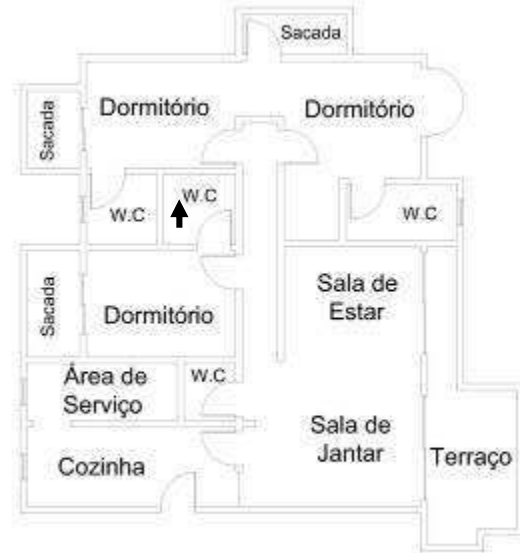 Sacada
Dormitório
Dormitório
Sacada
W.C
W.C
W.C
Sacada
Dormitório
Sala de
Estar
Área de
Serviço
W.C
Sala de
Jantar
Cozinha
Terraço